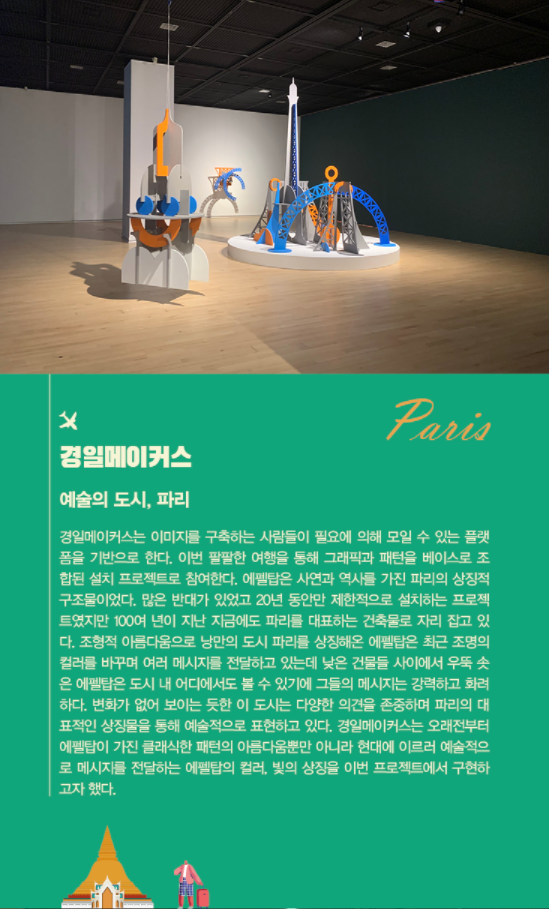 Paris
경일메이커스
예술의 도시, 파리
경일메이커스는 이미지를 구축하는 사람들이 필요에 의해 모일 수 있는 플랫
폼을 기반으로 한다. 이번 팔팔한 여행을 통해 그래픽과 패턴을 베이스로 조
합된 설치 프로젝트로 참여한다. 에펠탑은 사연과 역사를 가진 파리의 상징적
구조물이었다. 많은 반대가 있었고 20년 동안만 제한적으로 설치하는 프로젝
트였지만 100여 년이 지난 지금에도 파리를 대표하는 건축물로 자리 잡고 있
다. 조형적 아름다움으로 낭만의 도시 파리를 상징해온 에펠탑은 최근 조명의
컬러를 바꾸며 여러 메시지를 전달하고 있는데 낮은 건물들 사이에서 우뚝 솟
은 에펠탑은 도시 내 어디에서도 볼 수 있기에 그들의 메시지는 강력하고 화려
하다. 변화가 없어 보이는 듯한 이 도시는 다양한 의견을 존중하며 파리의 대
표적인 상징물을 통해 예술적으로 표현하고 있다. 경일메이커스는 오래전부터
에펠탑이 가진 클래식한 패턴의 아름다움뿐만 아니라 현대에 이르러 예술적으
로 메시지를 전달하는 에펠탑의 컬러, 빛의 상징을 이번 프로젝트에서 구현하
고자 했다.